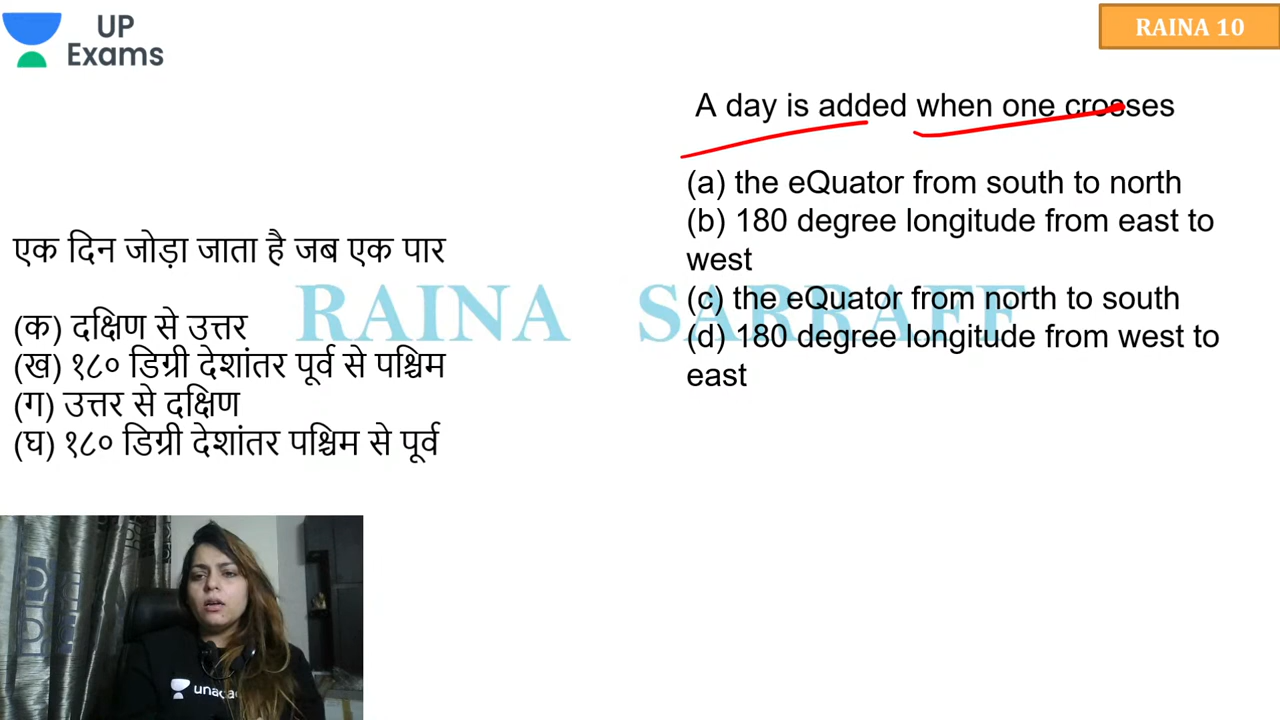 UP
Exams
RAINA 10
A day is added when one crosses
(a) the eQuator from south to north
(b) 180 degree longitude from east to
west
(c) the eQuator from north to south
(d) 180 degree longitude from west to
east
एक दिन जोड़ा जाता है जब एक पार
(क) दक्षिण से उत्तर
(ख) १८० डिग्री देशांतर पूर्व से पश्चिम
(ग) उत्तर से दक्षिण
(घ) १८० डिग्री देशांतर पश्चिम से पूर्व
RAINA SARRAFF